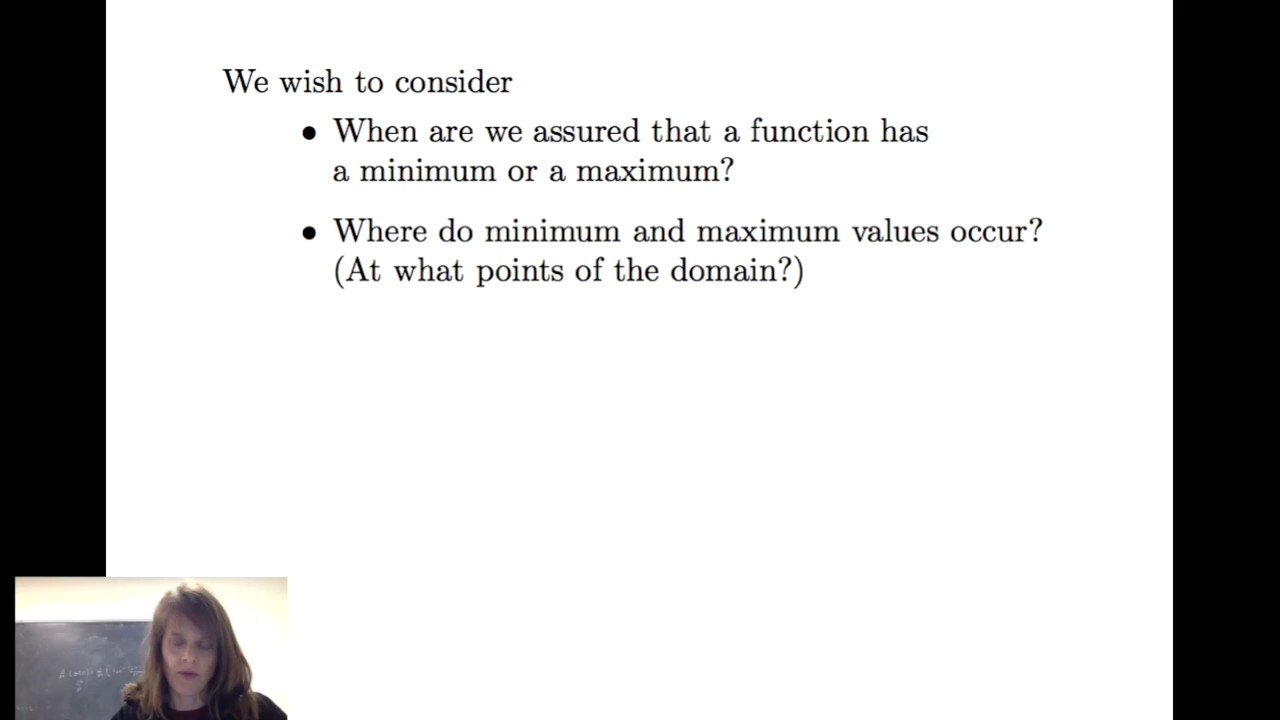 We wish to consider
• When are we assured that a function has
a minimum or a maximum?
• Where do minimum and maximum values occur?
(At what points of the domain?)